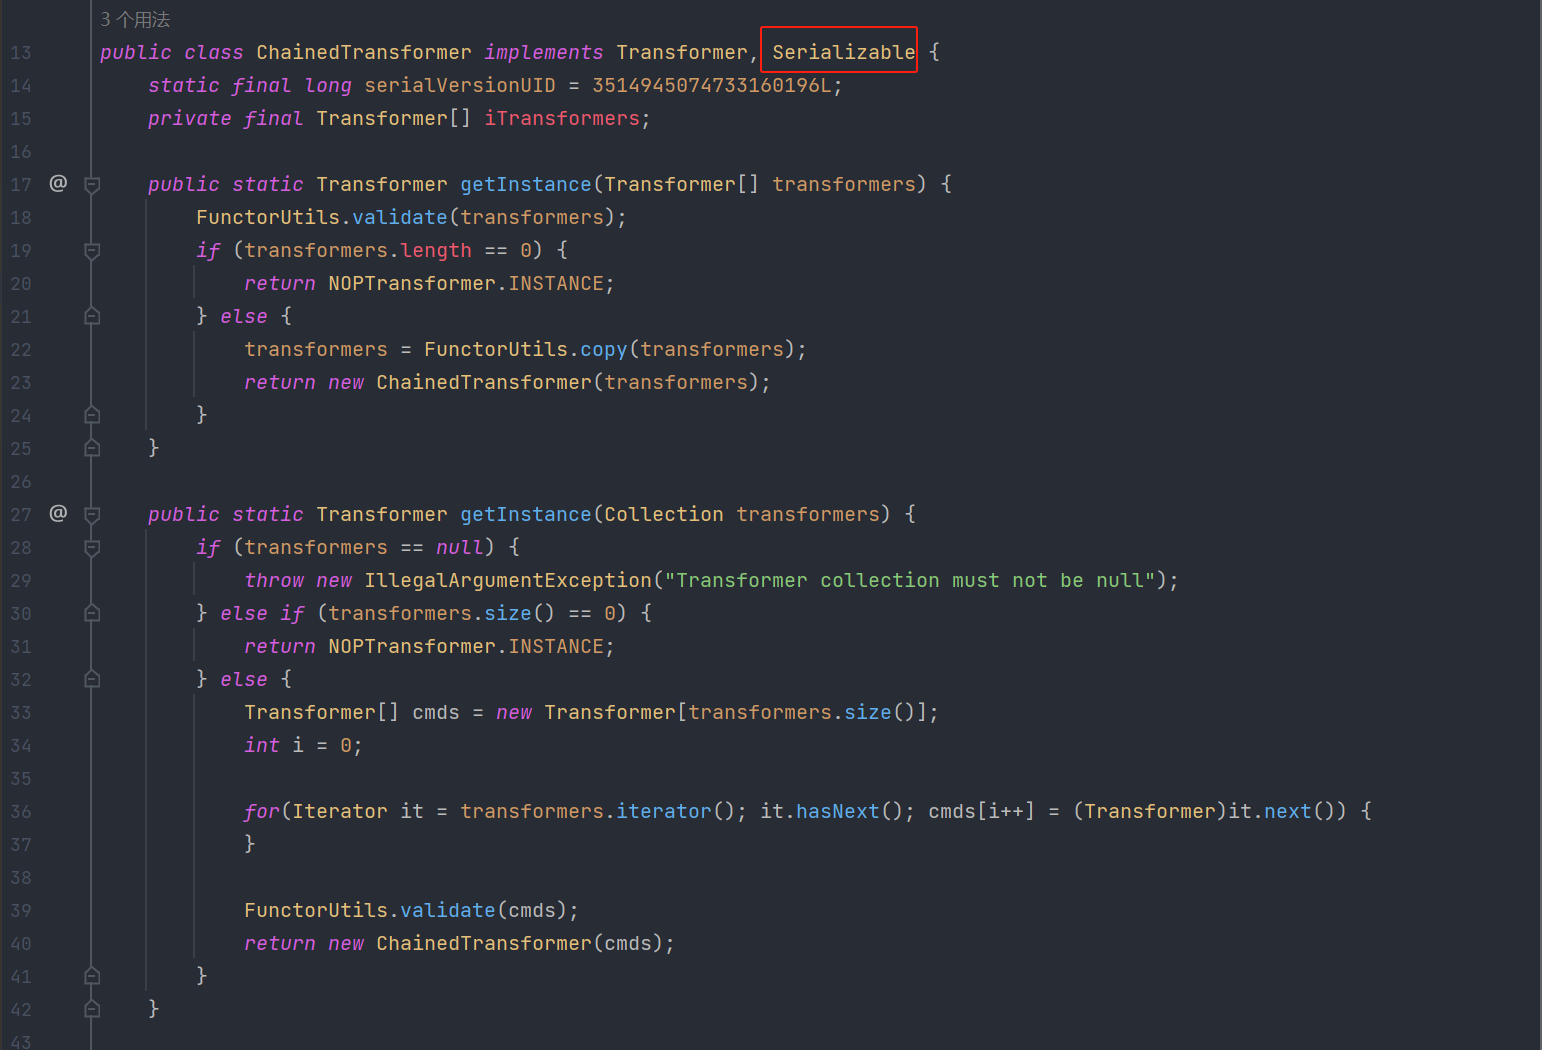 3 个用法
13 public class ChainedTransformer implements Transformer, Serializable {
14 static final long serialVersionUID = 3514945074733160196L;
15 private final Transformer[] iTransformers;
16
17 @ public static Transformer getInstance(Transformer[] transformers) {
18 FunctorUtils.validate(transformers);
19 if (transformers.length == 0) {
20 return NOPTransformer.INSTANCE;
21 } else {
22 transformers = FunctorUtils.copy(transformers);
23 return new ChainedTransformer(transformers);
24 }
25 }
26
27 @ public static Transformer getInstance(Collection transformers) {
28 if (transformers == null) {
29 throw new IllegalArgumentException("Transformer collection must not be null");
30 } else if (transformers.size() == 0) {
31 return NOPTransformer.INSTANCE;
32 } else {
33 Transformer[] cmds = new Transformer[transformers.size()];
34 int i = 0;
35
36 for(Iterator it = transformers.iterator(); it.hasNext(); cmds[i++] = (Transformer)it.next()) {
37 }
38
39 FunctorUtils.validate(cmds);
40 return new ChainedTransformer(cmds);
41 }
42 }
43